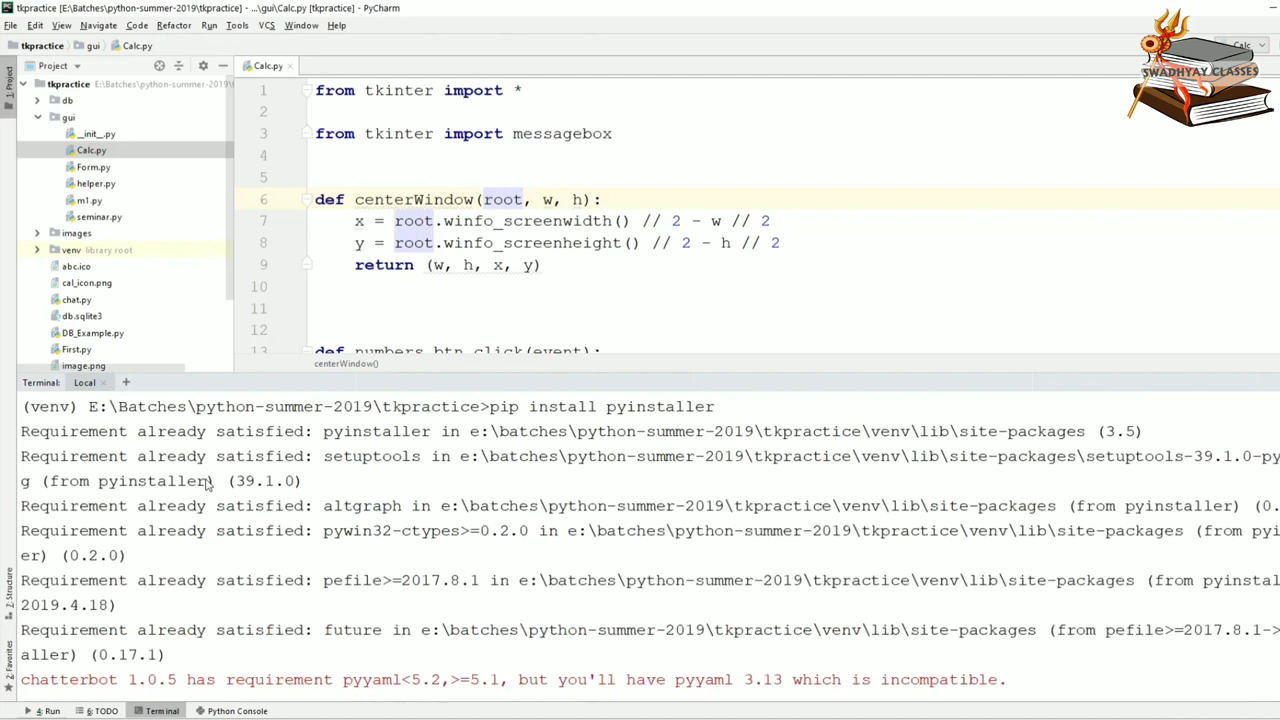 tkpractice [E:\Batches\python-summer-2019\tkpractice] - ...\gui\Calc.py [tkpractice] - PyCharm
File Edit View Navigate Code Refactor Run Tools VCS Window Help
tkpractice gui Calc.py
Calc
SWADHYAY CLASSES
Project
Calc.py
1: Project
tkpractice E:\Batches\python-summer-2019\t
db
gui
__init__.py
Calc.py
Form.py
helper.py
m1.py
seminar.py
images
venv library root
abc.ico
cal_icon.png
chat.py
db.sqlite3
DB_Example.py
First.py
image.png
1 from tkinter import *
2
3 from tkinter import messagebox
4
5
6 def centerWindow(root, w, h):
7 x = root.winfo_screenwidth() // 2 - w // 2
8 y = root.winfo_screenheight() // 2 - h // 2
9 return (w, h, x, y)
10
11
12
13 def numbers_btn_click(event):
centerWindow()
Terminal: Local +
(venv) E:\Batches\python-summer-2019\tkpractice>pip install pyinstaller
Requirement already satisfied: pyinstaller in e:\batches\python-summer-2019\tkpractice\venv\lib\site-packages (3.5)
Requirement already satisfied: setuptools in e:\batches\python-summer-2019\tkpractice\venv\lib\site-packages\setuptools-39.1.0-py
g (from pyinstaller) (39.1.0)
Requirement already satisfied: altgraph in e:\batches\python-summer-2019\tkpractice\venv\lib\site-packages (from pyinstaller) (0.
Requirement already satisfied: pywin32-ctypes>=0.2.0 in e:\batches\python-summer-2019\tkpractice\venv\lib\site-packages (from pyi
er) (0.2.0)
Requirement already satisfied: pefile>=2017.8.1 in e:\batches\python-summer-2019\tkpractice\venv\lib\site-packages (from pyinstal
2019.4.18)
Requirement already satisfied: future in e:\batches\python-summer-2019\tkpractice\venv\lib\site-packages (from pefile>=2017.8.1->
aller) (0.17.1)
chatterbot 1.0.5 has requirement pyyaml<5.2,>=5.1, but you'll have pyyaml 3.13 which is incompatible.
7: Structure
2: Favorites
4: Run 6: TODO Terminal Python Console